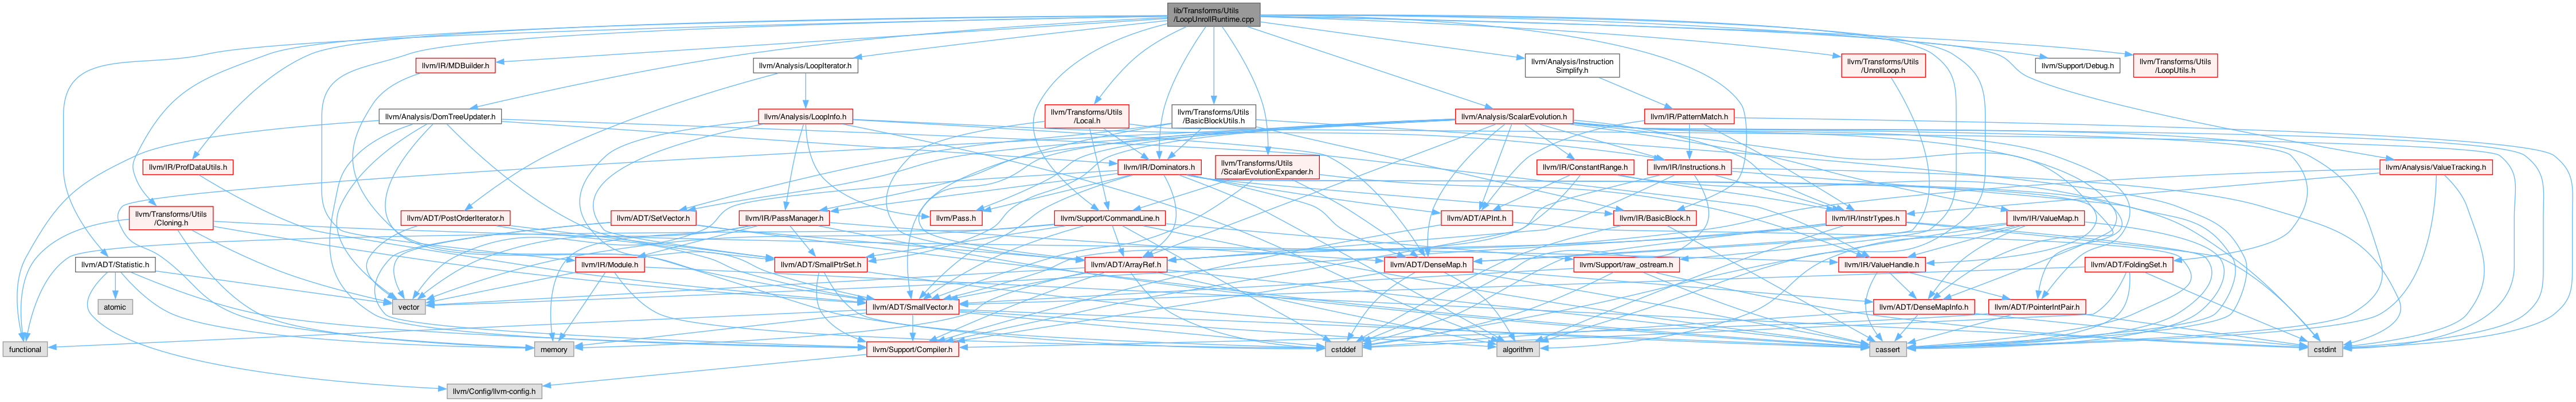 lib/Transforms/Utils
/LoopUnrollRuntime.cpp
llvm/IR/MDBuilder.h
llvm/Analysis/LoopIterator.h
llvm/Analysis/Instruction
Simplify.h
llvm/Transforms/Utils
/UnrollLoop.h
llvm/Support/Debug.h
llvm/Transforms/Utils
/LoopUtils.h
llvm/Analysis/DomTreeUpdater.h
llvm/Analysis/LoopInfo.h
llvm/Transforms/Utils
/Local.h
llvm/Transforms/Utils
/BasicBlockUtils.h
llvm/Analysis/ScalarEvolution.h
llvm/IR/PatternMatch.h
llvm/IR/ProfDataUtils.h
llvm/IR/Dominators.h
llvm/Transforms/Utils
/ScalarEvolutionExpander.h
llvm/IR/ConstantRange.h
llvm/IR/Instructions.h
llvm/Analysis/ValueTracking.h
llvm/Transforms/Utils
/Cloning.h
llvm/ADT/PostOrderIterator.h
llvm/ADT/SetVector.h
llvm/IR/PassManager.h
llvm/Pass.h
llvm/Support/CommandLine.h
llvm/ADT/APInt.h
llvm/IR/BasicBlock.h
llvm/IR/InstrTypes.h
llvm/IR/ValueMap.h
llvm/ADT/Statistic.h
llvm/IR/Module.h
llvm/ADT/SmallPtrSet.h
llvm/ADT/ArrayRef.h
llvm/ADT/DenseMap.h
llvm/Support/raw_ostream.h
llvm/IR/ValueHandle.h
llvm/ADT/FoldingSet.h
atomic
vector
llvm/ADT/SmallVector.h
llvm/ADT/DenseMapInfo.h
llvm/ADT/PointerIntPair.h
functional
memory
llvm/Support/Compiler.h
cstddef
algorithm
cassert
cstdint
llvm/Config/llvm-config.h